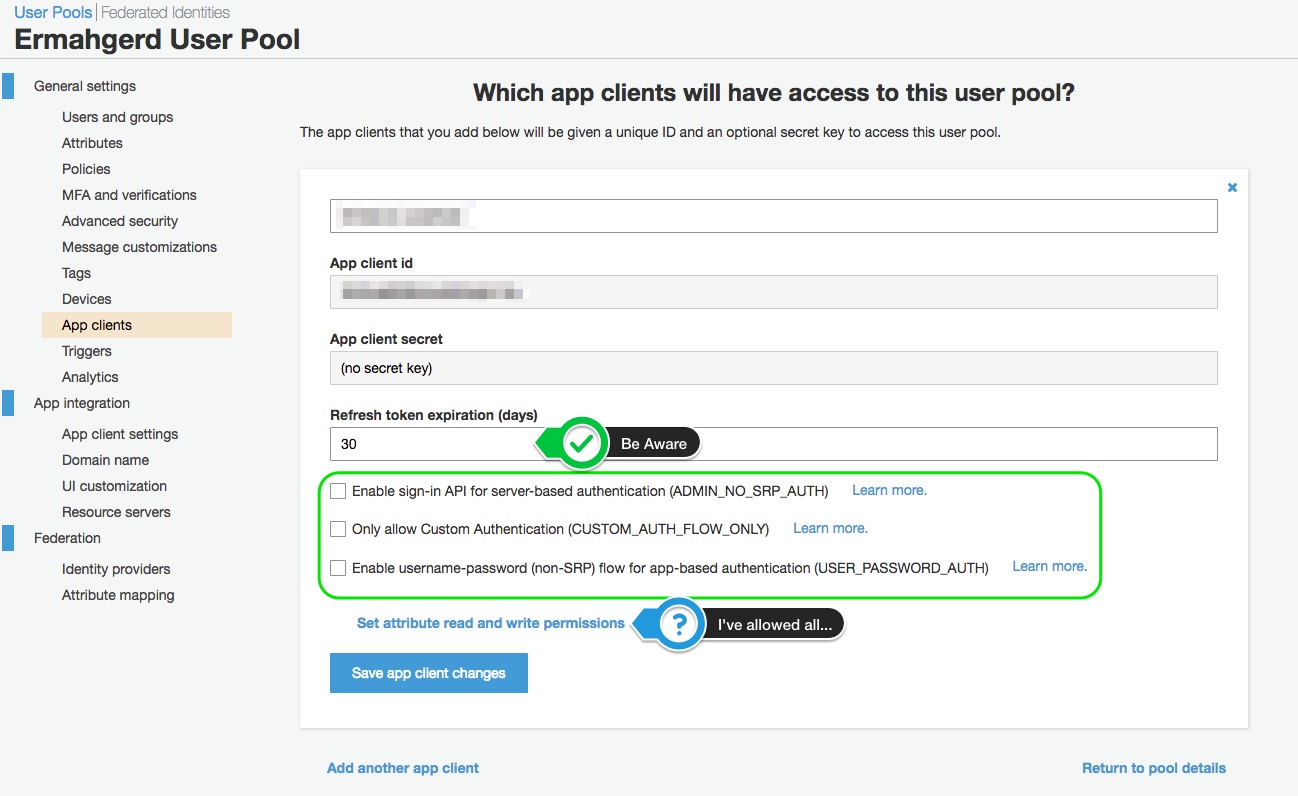 User Pools | Federated Identities
Ermahgerd User Pool
General settings
Users and groups
Attributes
Policies
MFA and verifications
Advanced security
Message customizations
Tags
Devices
App clients
Triggers
Analytics
App integration
App client settings
Domain name
UI customization
Resource servers
Federation
Identity providers
Attribute mapping
Which app clients will have access to this user pool?
The app clients that you add below will be given a unique ID and an optional secret key to access this user pool.
App client id
App client secret
(no secret key)
Refresh token expiration (days)
30
Be Aware
Enable sign-in API for server-based authentication (ADMIN_NO_SRP_AUTH) Learn more.
Only allow Custom Authentication (CUSTOM_AUTH_FLOW_ONLY) Learn more.
Enable username-password (non-SRP) flow for app-based authentication (USER_PASSWORD_AUTH) Learn more.
Set attribute read and write permissions ? I've allowed all...
Save app client changes
Add another app client
Return to pool details